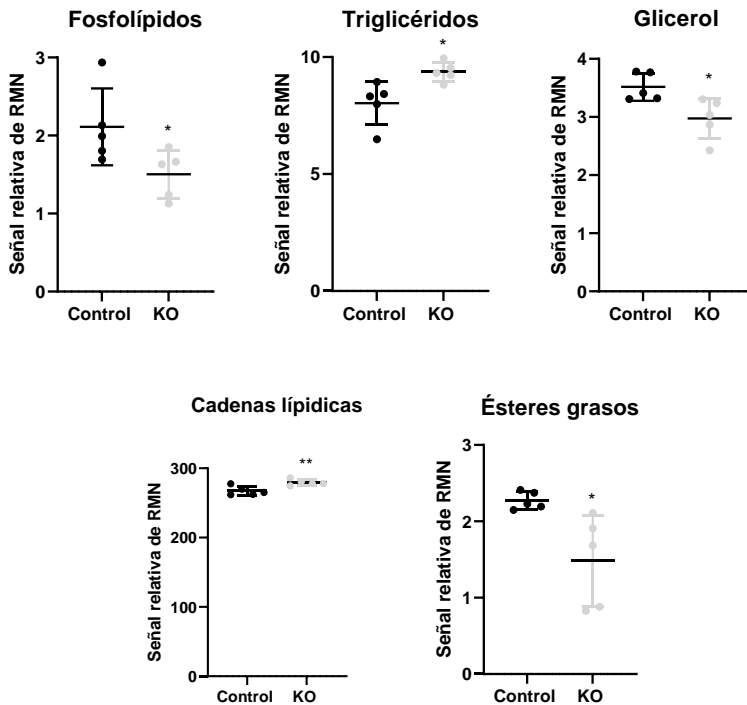 Fosfolípidos
Señal relativa de RMN
3
2
1
0
*
Control KO
Triglicéridos
Señal relativa de RMN
10
5
0
*
Control KO
Glicerol
Señal relativa de RMN
4
3
2
1
0
*
Control KO
Cadenas lípidicas
Señal relativa de RMN
300
200
100
0
**
Control KO
Ésteres grasos
Señal relativa de RMN
3
2
1
0
*
Control KO